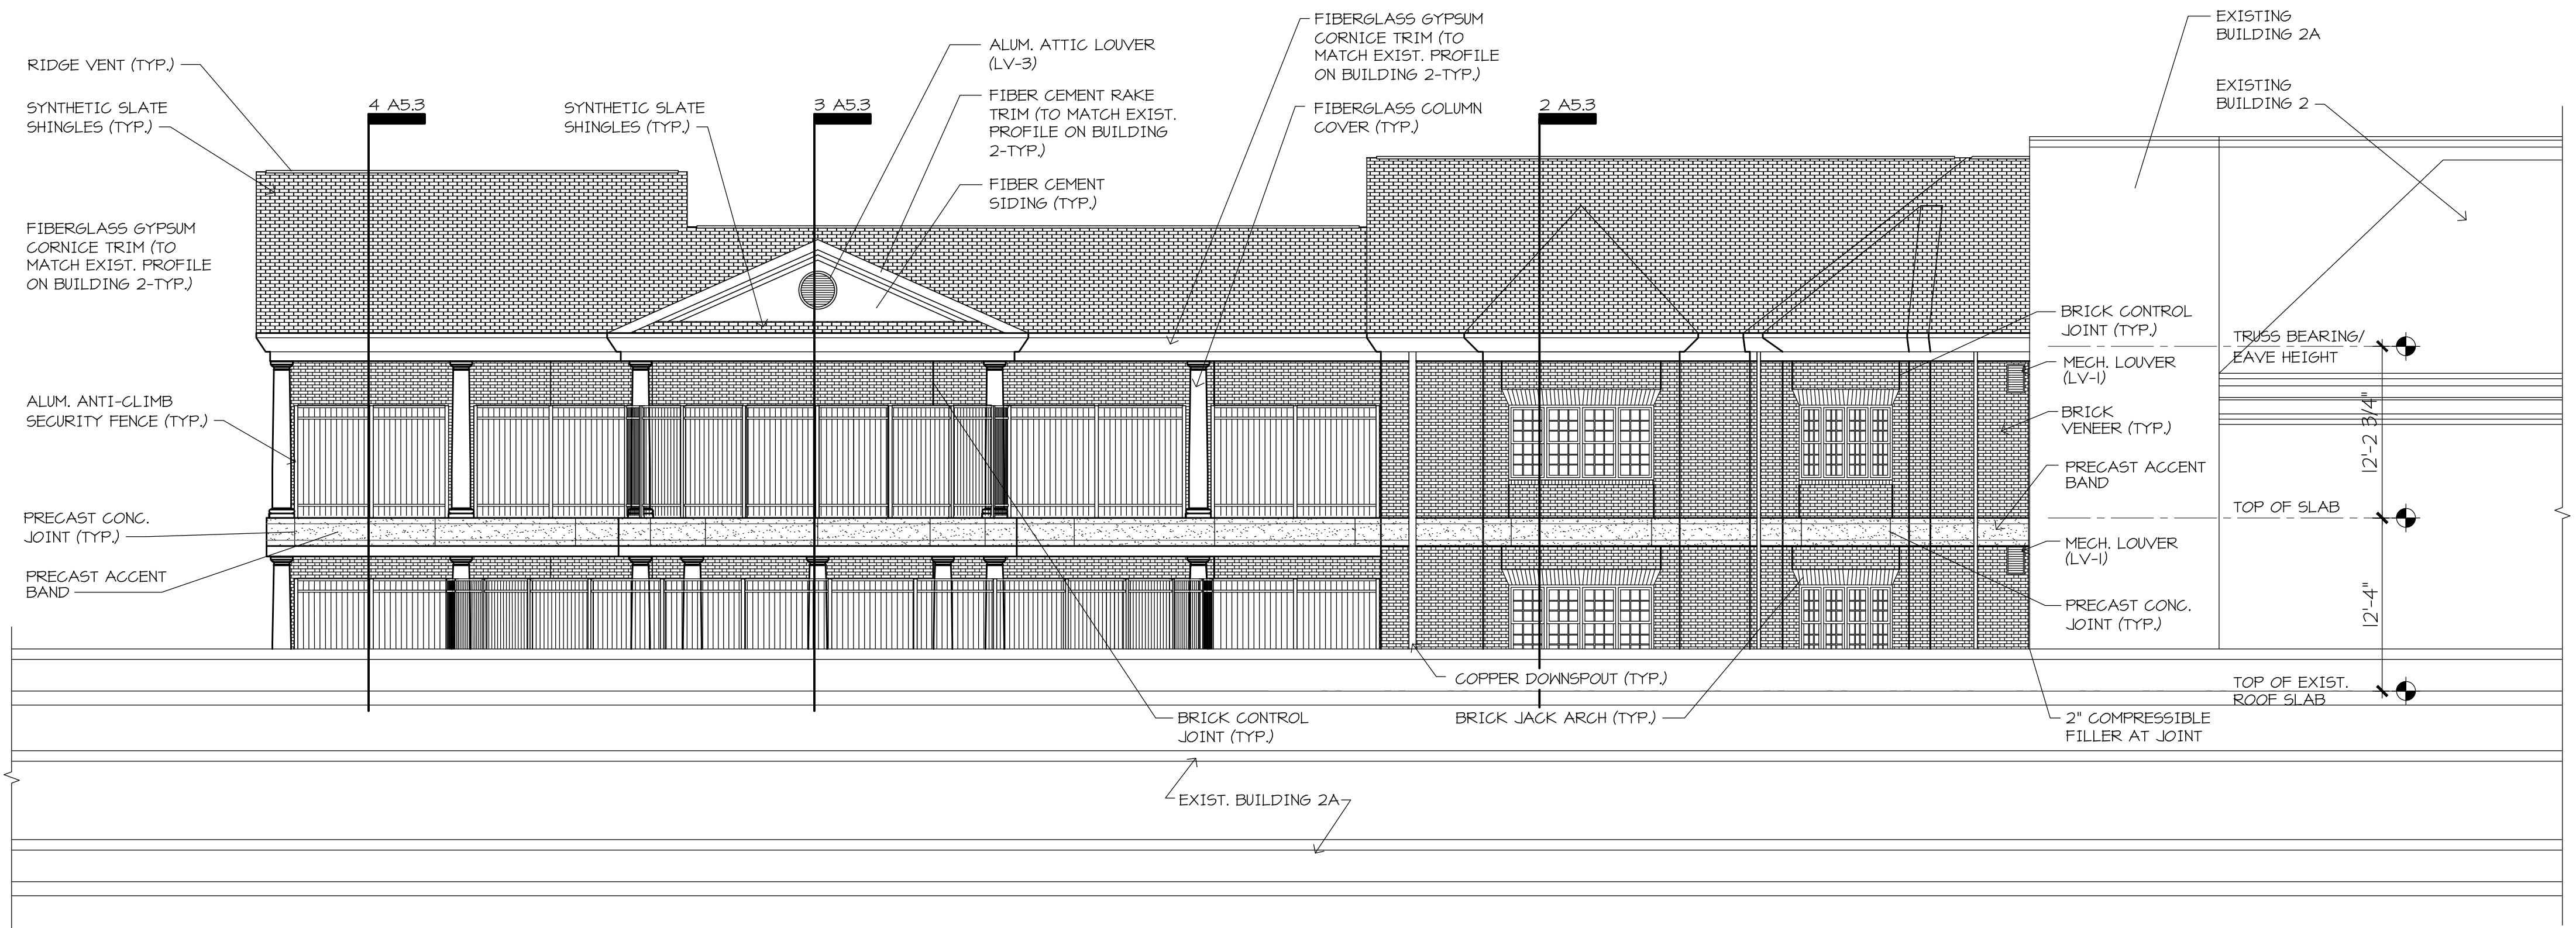 RIDGE VENT (TYP.)
SYNTHETIC SLATE
SHINGLES (TYP.)
FIBERGLASS GYPSUM
CORNICE TRIM (TO
MATCH EXIST. PROFILE
ON BUILDING 2-TYP.)
ALUM. ANTI-CLIMB
SECURITY FENCE (TYP.)
PRECAST CONC.
JOINT (TYP.)
PRECAST ACCENT
BAND
4 A5.3
SYNTHETIC SLATE
SHINGLES (TYP.)
3 A5.3
ALUM. ATTIC LOUVER
(LV-3)
FIBER CEMENT RAKE
TRIM (TO MATCH EXIST.
PROFILE ON BUILDING
2-TYP.)
FIBER CEMENT
SIDING (TYP.)
FIBERGLASS GYPSUM
CORNICE TRIM (TO
MATCH EXIST. PROFILE
ON BUILDING 2-TYP.)
FIBERGLASS COLUMN
COVER (TYP.)
2 A5.3
EXISTING
BUILDING 2A
EXISTING
BUILDING 2
BRICK CONTROL
JOINT (TYP.)
MECH. LOUVER
(LV-1)
BRICK
VENEER (TYP.)
PRECAST ACCENT
BAND
MECH. LOUVER
(LV-1)
PRECAST CONC.
JOINT (TYP.)
2" COMPRESSIBLE
FILLER AT JOINT
TRUSS BEARING/
EAVE HEIGHT
12'-2 3/4"
TOP OF SLAB
12'-4"
TOP OF EXIST.
ROOF SLAB
COPPER DOWNSPOUT (TYP.)
BRICK JACK ARCH (TYP.)
BRICK CONTROL
JOINT (TYP.)
EXIST. BUILDING 2A